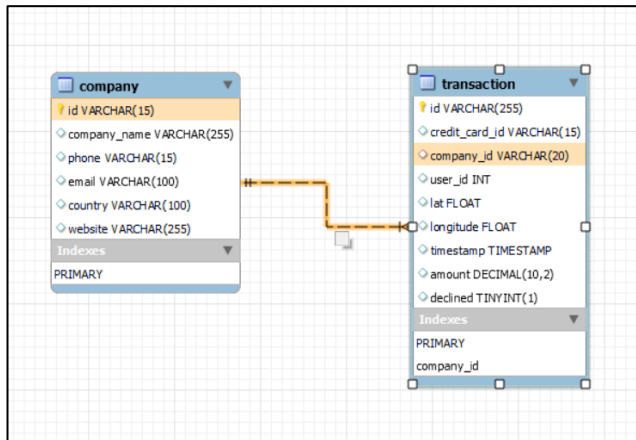 company
id VARCHAR(15)
company_name VARCHAR(255)
phone VARCHAR(15)
email VARCHAR(100)
country VARCHAR(100)
website VARCHAR(255)
Indexes
PRIMARY
transaction
id VARCHAR(255)
credit_card_id VARCHAR(15)
company_id VARCHAR(20)
user_id INT
lat FLOAT
longitude FLOAT
timestamp TIMESTAMP
amount DECIMAL(10,2)
declined TINYINT(1)
Indexes
PRIMARY
company_id